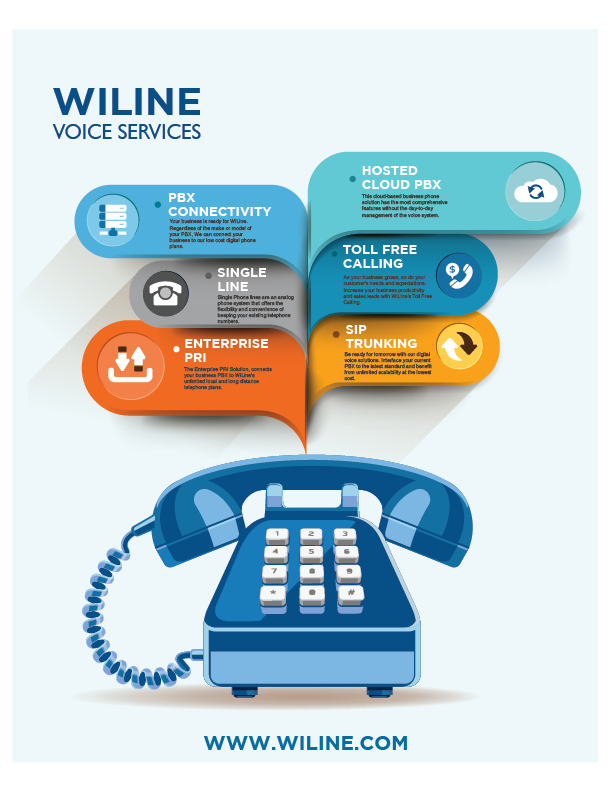 WILINE
VOICE SERVICES
HOSTED
CLOUD PBX
This cloud-based business phone
solution has the most comprehensive
features without the day-to-day
management of the voice system.
PBX
CONNECTIVITY
Your business is ready for WiLine.
Regardless of the make or model of
your PBX, We can connect your
business to our low cost digital phone
plans.
TOLL FREE
CALLING
As your business grows, so do your
customer's needs and expectations.
Increase your business productivity
and sales leads with WiLine's Toll Free
Calling.
SINGLE
LINE
Single Phone lines are an analog
phone system that offers the
flexibility and convenience of
keeping your existing telephone
numbers.
SIP
TRUNKING
Be ready for tomorrow with our digital
voice solutions. Interface your current
PBX to the latest standard and benefit
from unlimited scalability at the lowest
cost.
ENTERPRISE
PRI
The Enterprise PRI Solution, connects
your business PBX to WiLine's
unlimited local and long distance
telephone plans.
$
1 2 3
4 5 6
7 8 9
* 0 #
WWW.WILINE.COM